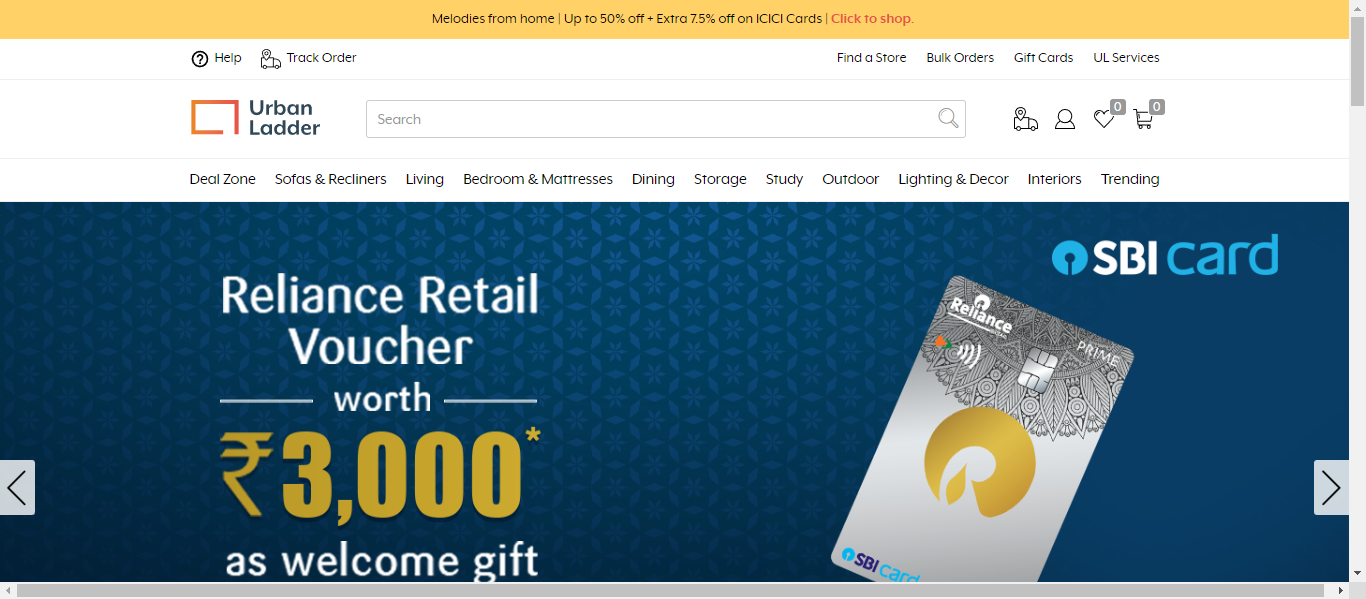 Melodies from home | Up to 50% off + Extra 7.5% off on ICICI Cards | Click to shop.
Help Track Order Find a Store Bulk Orders Gift Cards UL Services
Urban
Ladder
Search
0 0
Deal Zone Sofas & Recliners Living Bedroom & Mattresses Dining Storage Study Outdoor Lighting & Decor Interiors Trending
SBI card
Reliance Retail
Voucher
worth
₹3,000*
as welcome gift
Reliance
PRIME
SBI card